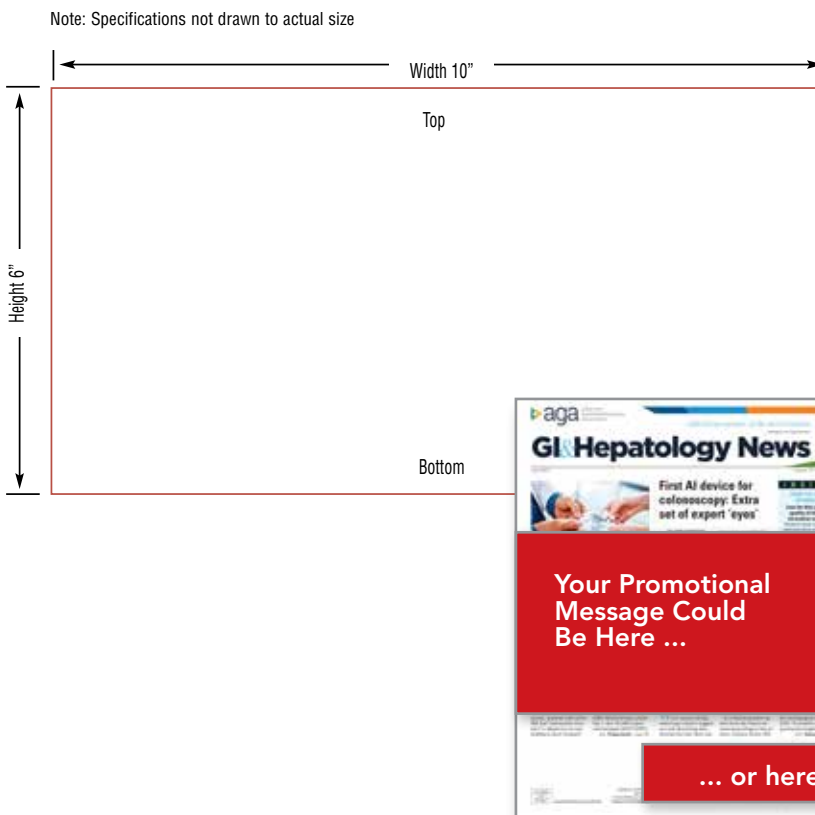 Note: Specifications not drawn to actual size
Width 10”
Top
Height 6”
Bottom
aga
GI&Hepatology News
First AI device for
colonoscopy: Extra
set of expert ‘eyes’
Your Promotional
Message Could
Be Here ...
... or here